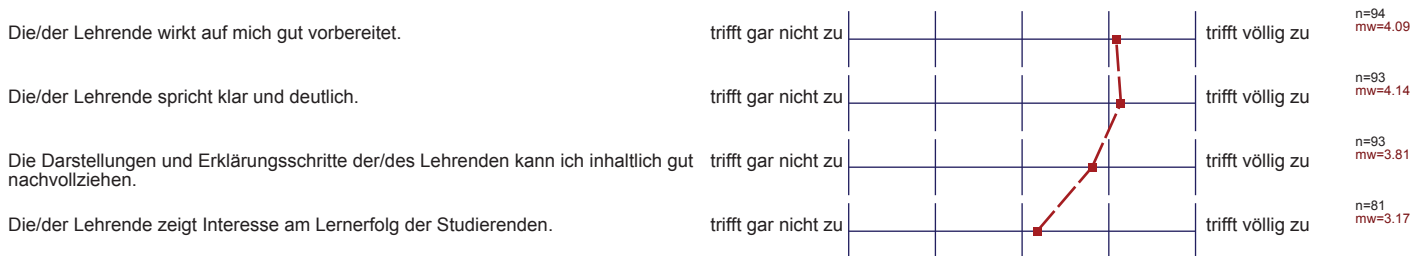 Die/der Lehrende wirkt auf mich gut vorbereitet. trifft gar nicht zu trifft völlig zu n=94
mw=4.09
Die/der Lehrende spricht klar und deutlich. trifft gar nicht zu trifft völlig zu n=93
mw=4.14
Die Darstellungen und Erklärungsschritte der/des Lehrenden kann ich inhaltlich gut trifft gar nicht zu trifft völlig zu n=93
nachvollziehen. mw=3.81
Die/der Lehrende zeigt Interesse am Lernerfolg der Studierenden. trifft gar nicht zu trifft völlig zu n=81
mw=3.17